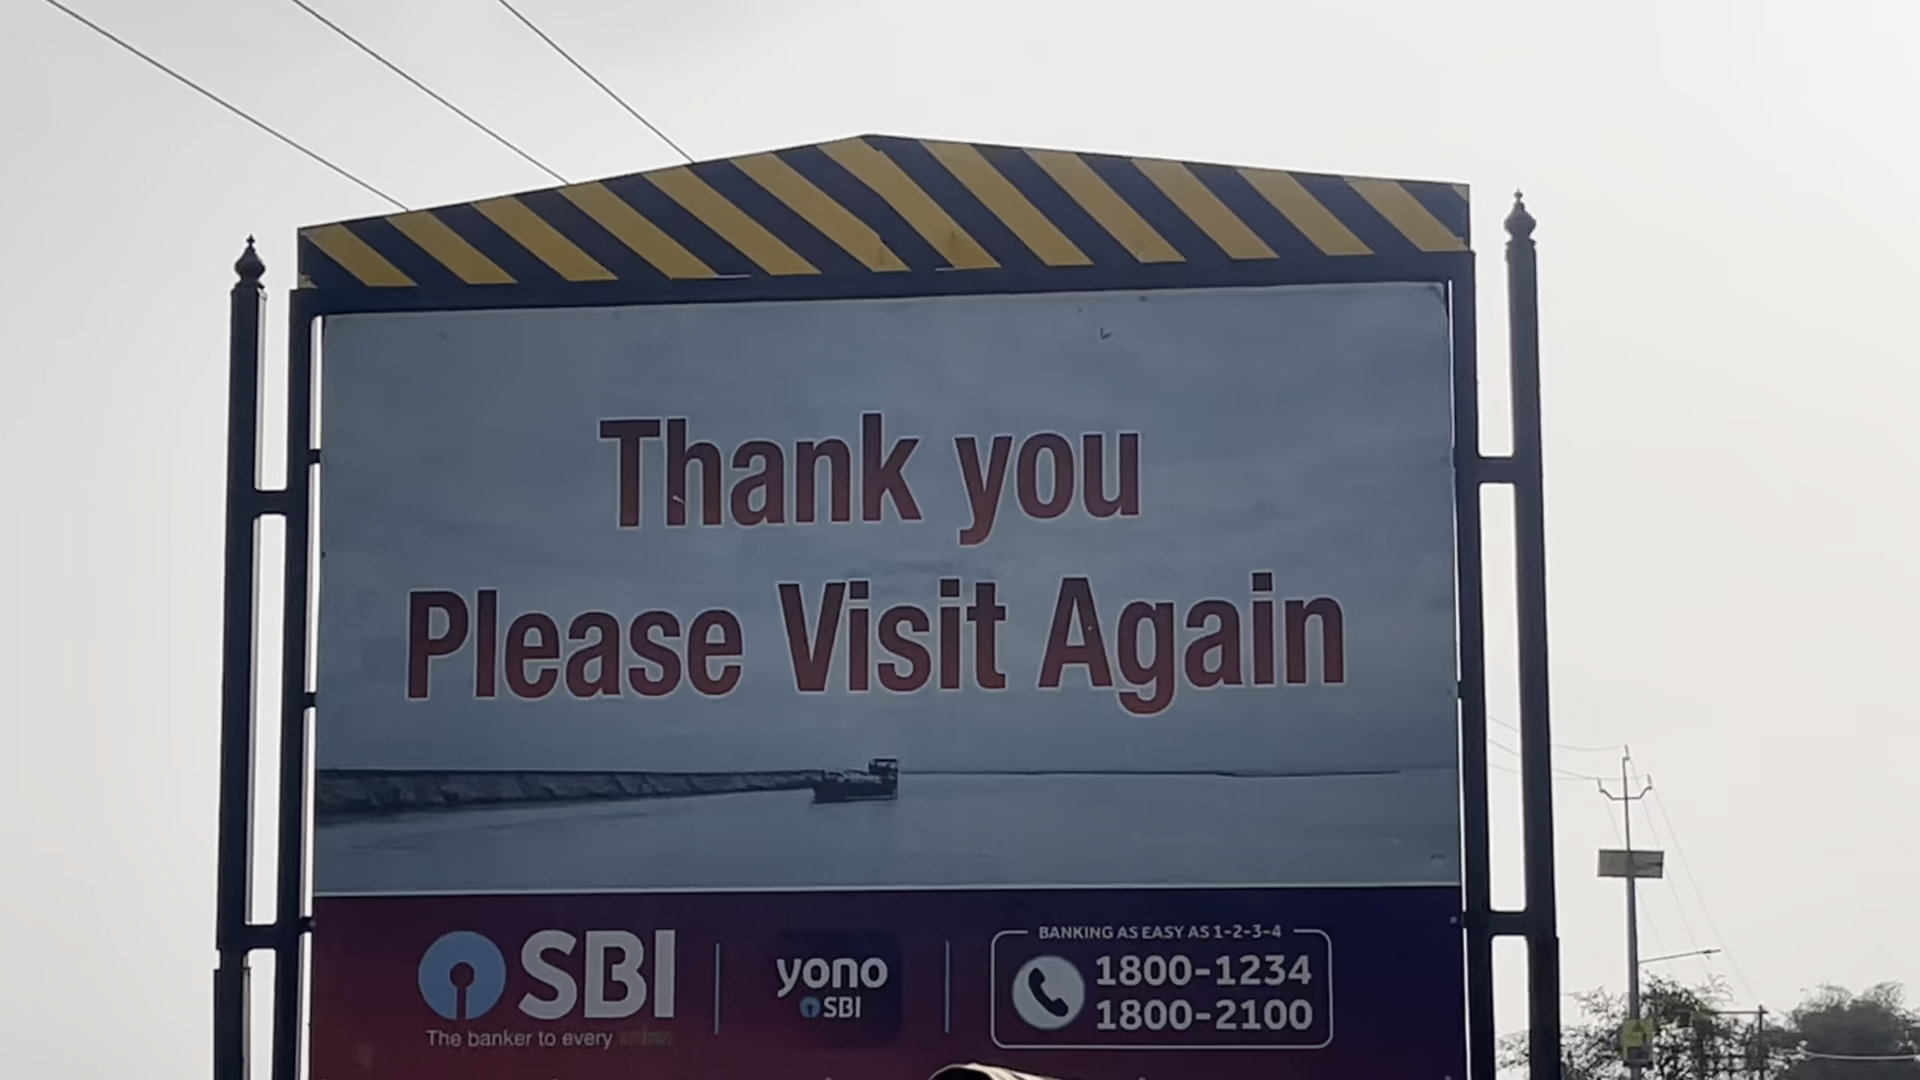 Thank you
Please Visit Again
SBI
The banker to every
yono
SBI
BANKING AS EASY AS 1-2-3-4
1800-1234
1800-2100